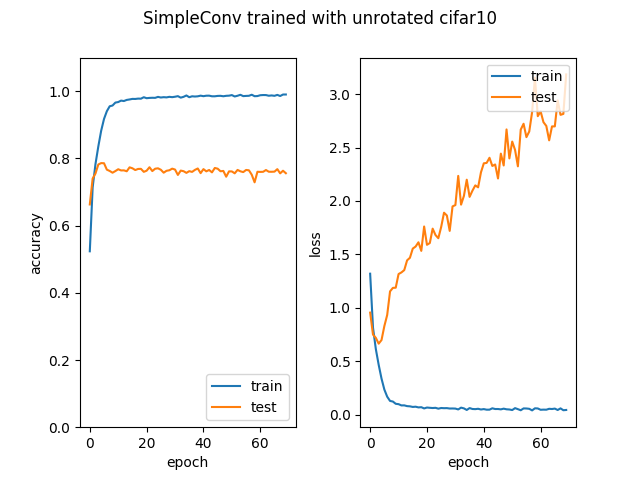 SimpleConv trained with unrotated cifar10
accuracy
1.0
0.8
0.6
0.4
0.2
0.0
0 20 40 60
epoch
train
test
loss
3.0
2.5
2.0
1.5
1.0
0.5
0.0
0 20 40 60
epoch
train
test